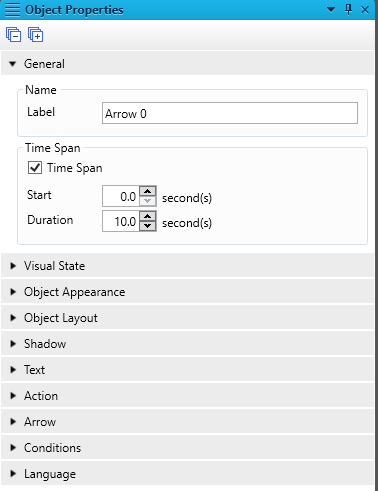 Object Properties
General
Name
Label Arrow 0
Time Span
Time Span
Start 0.0 second(s)
Duration 10.0 second(s)
Visual State
Object Appearance
Object Layout
Shadow
Text
Action
Arrow
Conditions
Language